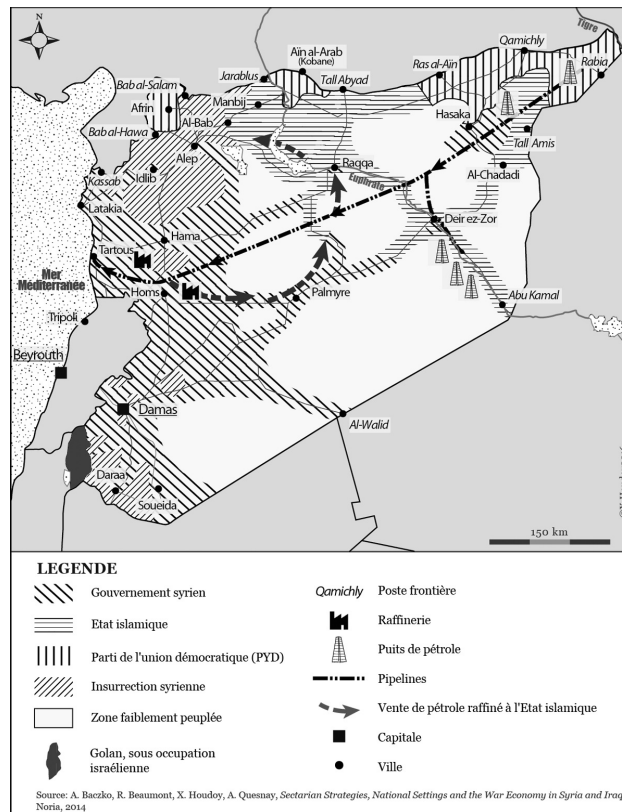 N
Tigre
Qamichly
Aïn al-Arab
(Kobane)
Jarablus
Tall Abyad
Ras al-Aïn
Rabia
Bab al-Salam
Afrin
Manbij
Hasaka
Al-Bab
Tall Amis
Bab al-Hawa
Alep
Idlib
Raqqa
Al-Chadadi
Kassab
Euphrate
Latakia
Deir ez-Zor
Hama
Tartous
Mer
Méditerranée
Homs
Palmyre
Abu Kamal
Tripoli
Beyrouth
Damas
Al-Walid
Daraa
Soueida
150 km
LEGENDE
Gouvernement syrien
Etat islamique
Parti de l'union démocratique (PYD)
Insurrection syrienne
Zone faiblement peuplée
Golan, sous occupation
israélienne
Qamichly Poste frontière
Raffinerie
Puits de pétrole
Pipelines
Vente de pétrole raffiné à l'Etat islamique
Capitale
Ville
Source: A. Baczko, R. Beaumont, X. Houdoy, A. Quesnay, Sectarian Strategies, National Settings and the War Economy in Syria and Iraq
Noria, 2014